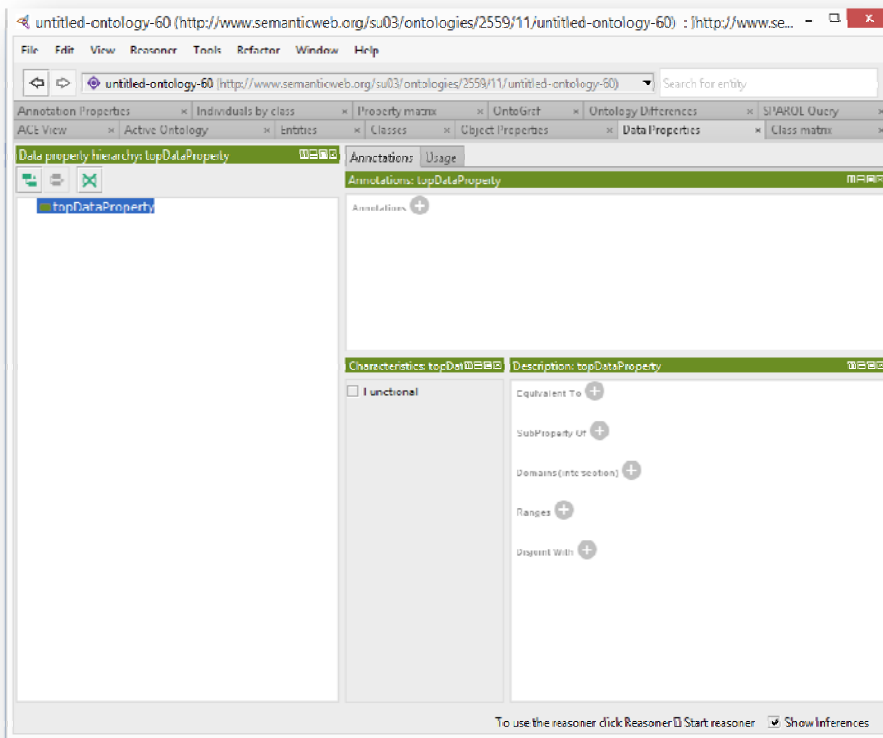 untitled-ontology-60 (http://www.semanticweb.org/su03/ontologies/2559/11/untitled-ontology-60) : [http://www.se...
File Edit View Reasoner Tools Refactor Window Help
untitled-ontology-60 (http://www.semanticweb.org/su03/ontologies/2559/11/untitled-ontology-60) Search for entity
Annotation Properties × Individuals by class × Property matrix × OntoGraf × Ontology Differences × SPARQL Query ×
ACE View × Active Ontology × Entities × Classes × Object Properties × Data Properties × Class matrix ×
Data property hierarchy: topDataProperty
Annotations Usage
Annotations: topDataProperty
topDataProperty
Annotations
Characteristics: topDat
Description: topDataProperty
Functional
Equivalent To
SubProperty Of
Domains (intersection)
Ranges
Disjoint With
To use the reasoner click Reasoner Start reasoner Show Inferences